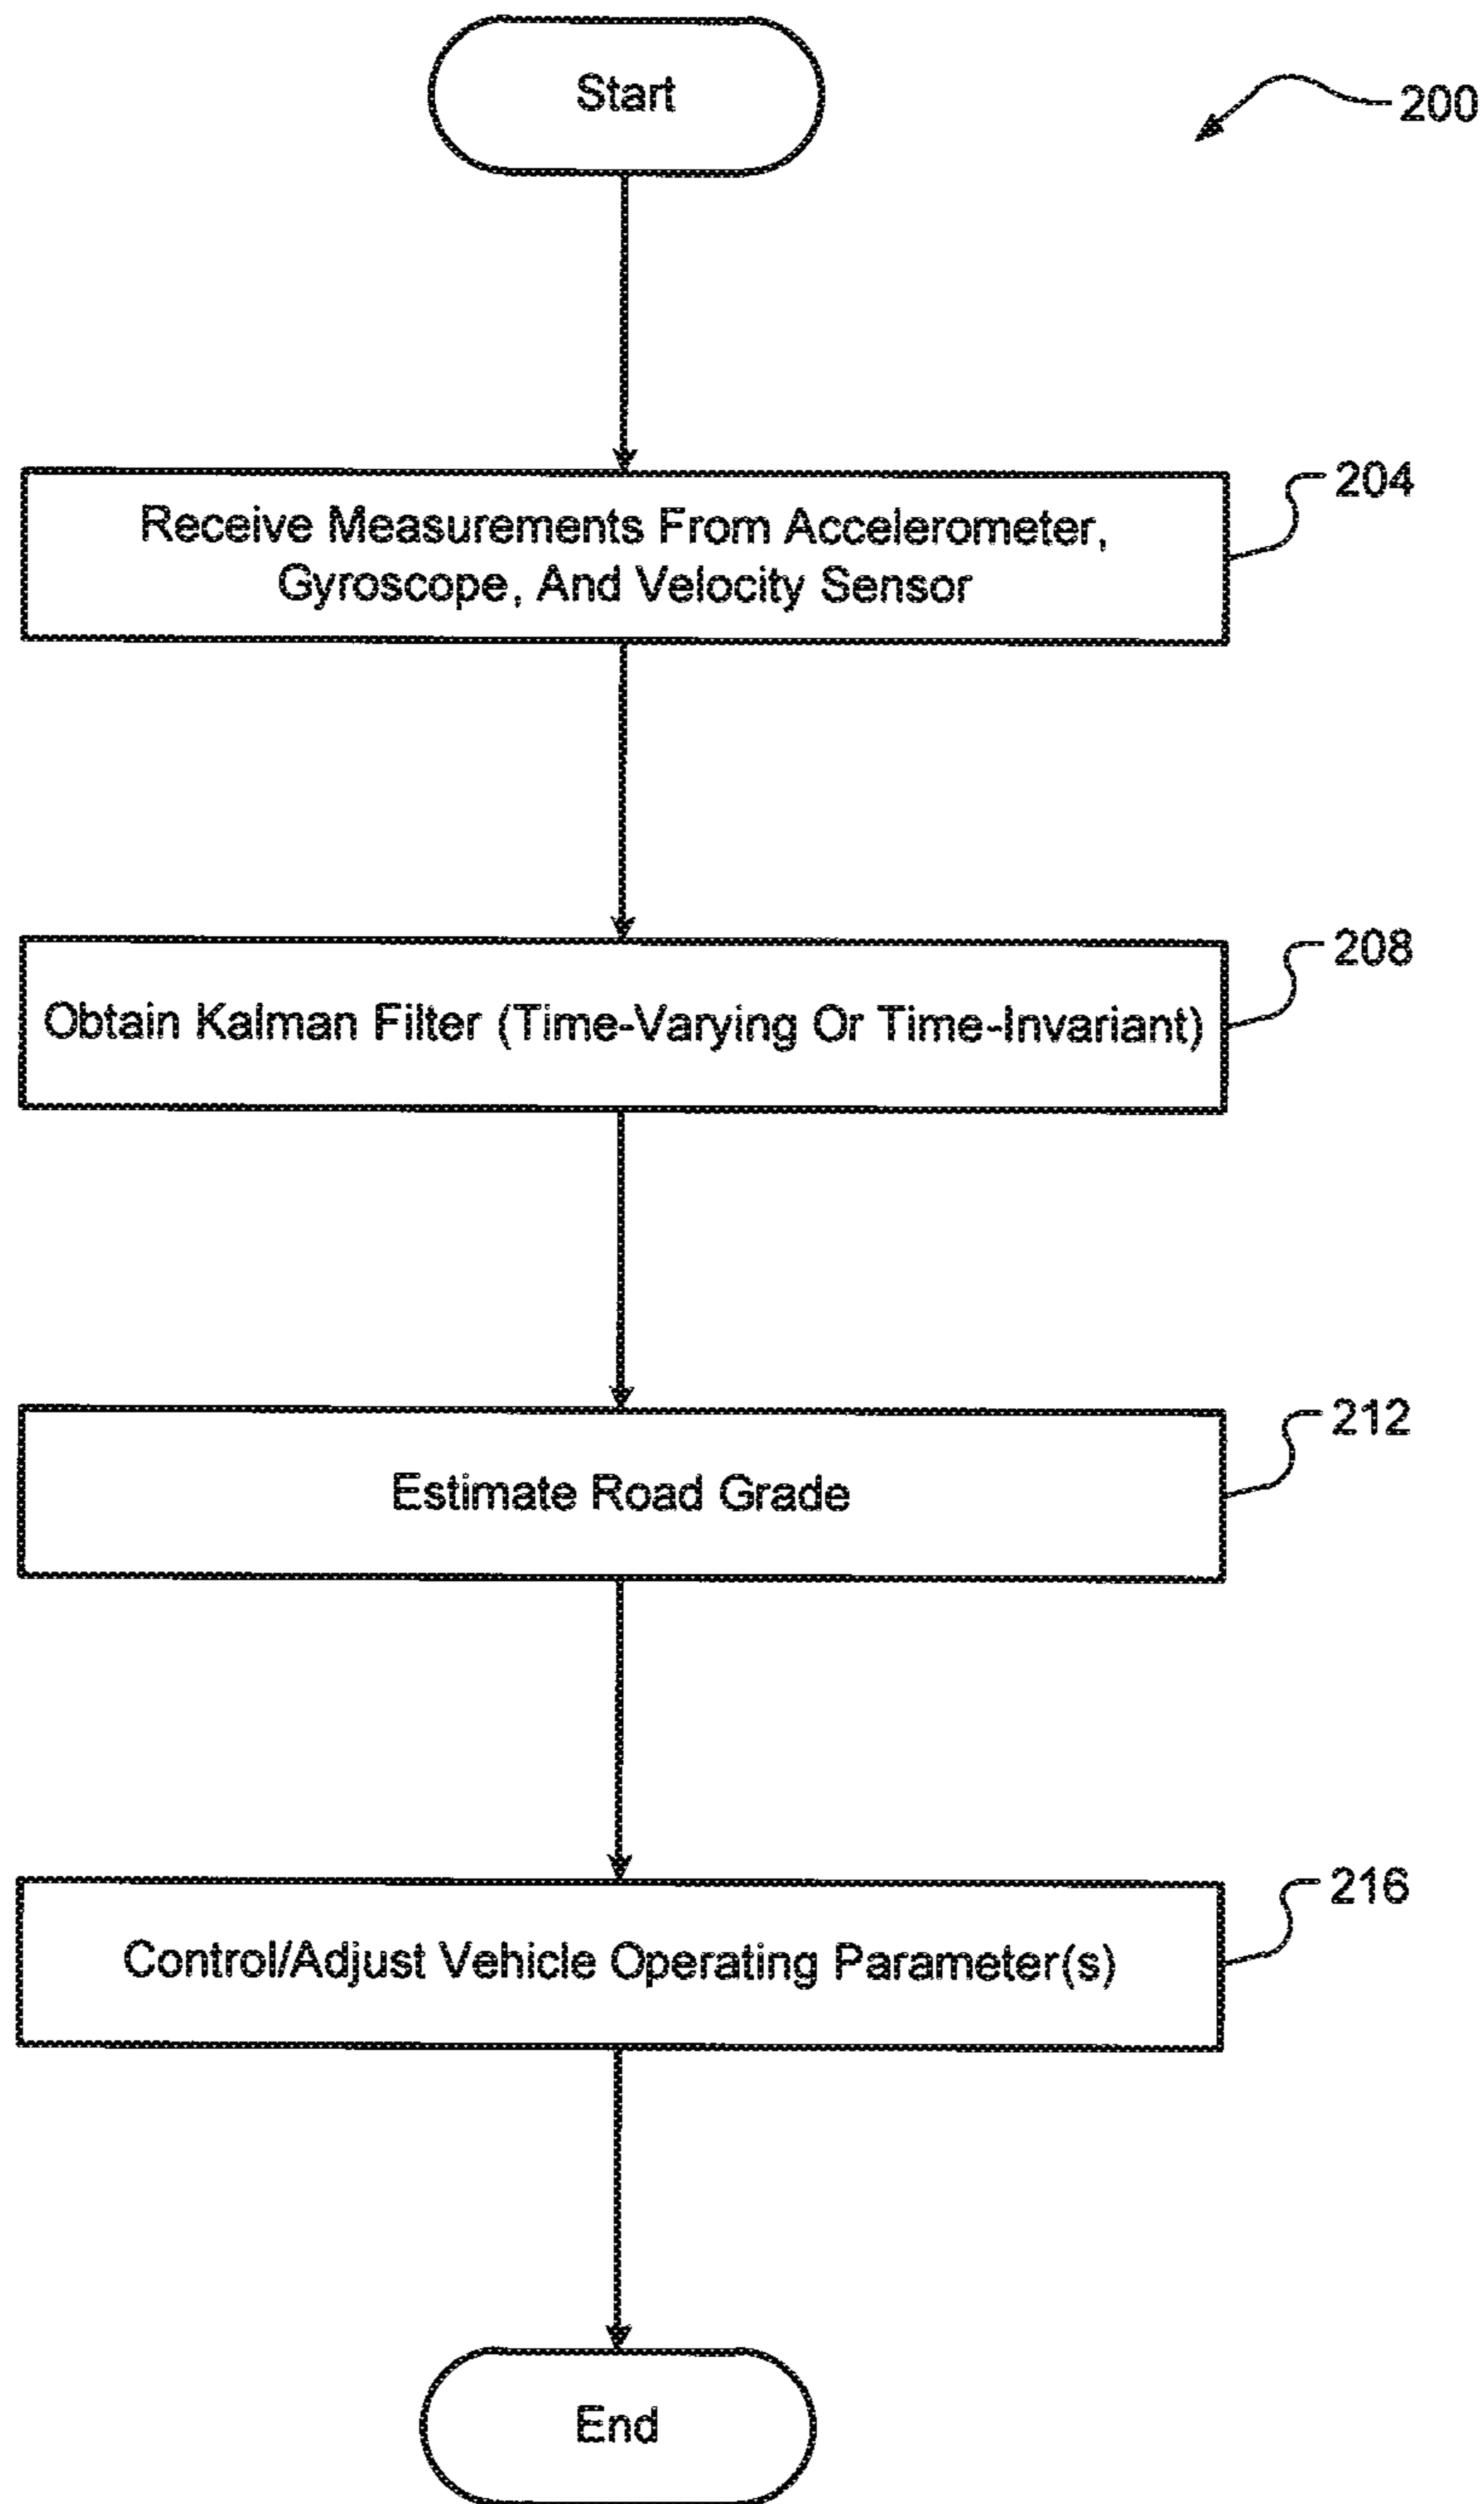 Start
200
Receive Measurements From Accelerometer,
Gyroscope, And Velocity Sensor
204
Obtain Kalman Filter (Time-Varying Or Time-Invariant)
208
Estimate Road Grade
212
Control/Adjust Vehicle Operating Parameter(s)
216
End